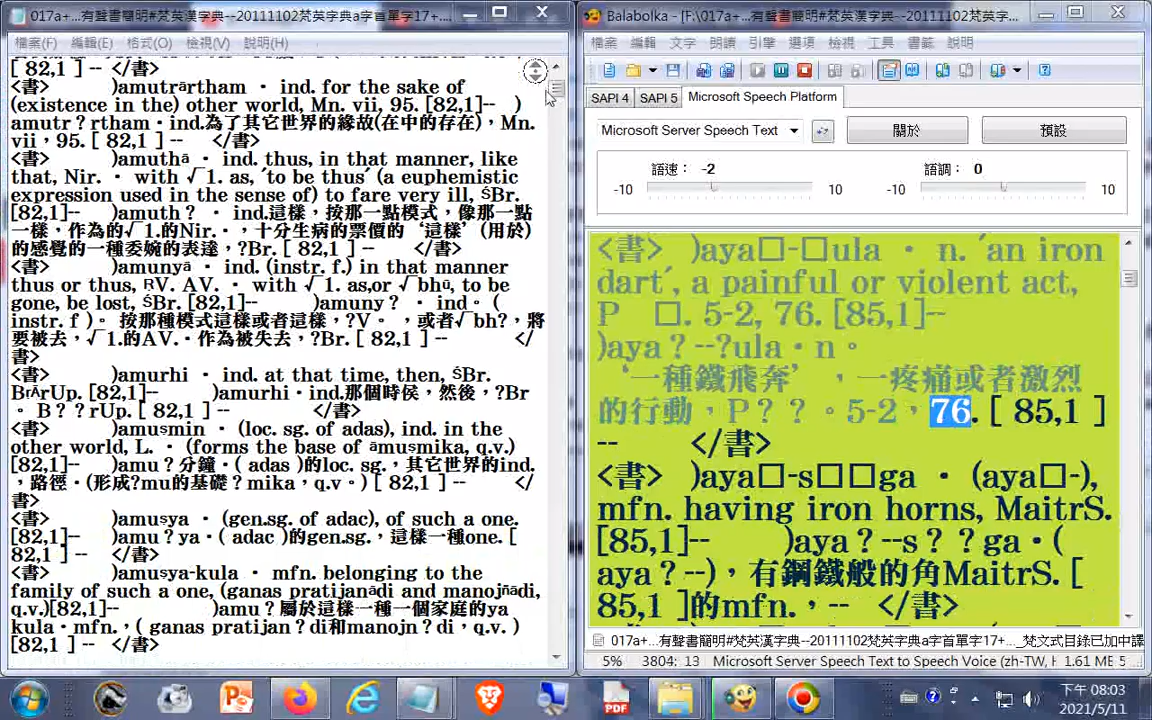 017a+...有聲書簡明#梵英漢字典--20111102梵英字典a字首單字17+...
檔案(F) 編輯(E) 格式(O) 檢視(V) 說明(H)
[ 82,1 ] -- </書>
<書> )amutrārtham ‧ ind. for the sake of
(existence in the) other world, Mn. vii, 95. [82,1]-- )
amutr？rtham‧ind.為了其它世界的緣故(在中的存在)，Mn.
vii，95. [ 82,1 ] -- </書>
<書> )amuthā ‧ ind. thus, in that manner, like
that, Nir. ‧ with √1. as, ′to be thus′ (a euphemistic
expression used in the sense of) to fare very ill, ŚBr.
[82,1]-- )amuth？ ‧ ind.這樣，按那一點模式，像那一點
一樣，作為的√1.的Nir.‧，十分生病的票價的‘這樣’(用於)
的感覺的一種委婉的表達，?Br. [ 82,1 ] -- </書>
<書> )amunyā ‧ ind. (instr. f.) in that manner
thus or thus, ṚV. AV. ‧ with √1. as,or √bhū, to be
gone, be lost, ŚBr. [82,1]-- )amuny？‧ ind。(
instr. f )。 按那種模式這樣或者這樣，?V。 ，或者√bh?，將
要被去，√1.的AV.‧作為被失去，?Br. [ 82,1 ] -- </
書>
<書> )amurhi ‧ ind. at that time, then, ŚBr.
BrĀrUp. [82,1]-- )amurhi‧ind.那個時侯，然後，?Br
。 B？？rUp. [ 82,1 ] -- </書>
<書> )amuṣmin ‧ (loc. sg. of adas), ind. in the
other world, L. ‧ (forms the base of āmuṣmika, q.v.)
[82,1]-- )amu？分鐘‧( adas )的loc. sg.，其它世界的ind.
，路徑‧(形成?mu的基礎？mika，q.v。) [ 82,1 ] -- </
書>
<書> )amuṣya ‧ (gen.sg. of adac), of such a one.
[82,1]-- )amu？ya‧( adac )的gen.sg.，這樣一種one. [
82,1 ] -- </書>
<書> )amuṣya-kula ‧ mfn. belonging to the
family of such a one, (ganas pratijanādi and manojñādi,
q.v.)[82,1]-- )amu？屬於這樣一種一個家庭的ya
kula‧mfn.，( ganas pratijan？di和manojn？di，q.v. )
[82,1 ] -- </書>
Balabolka - [F:\017a+...有聲書簡明#梵英漢字典--20111102梵英字...
檔案 編輯 文字 朗讀 引擎 選項 檢視 工具 書籤 說明
SAPI 4 SAPI 5 Microsoft Speech Platform
Microsoft Server Speech Text 關於 預設
語速： -2 語調： 0
-10 10 -10 10
<書> )aya□-□ula ‧ n. ′an iron
dart′, a painful or violent act,
P □. 5-2, 76. [85,1]--
)aya？--?ula‧n。
‘一種鐵飛奔’，一疼痛或者激烈
的行動，P？？。5-2，76. [ 85,1 ]
-- </書>
<書> )aya□-s□□ga ‧ (aya□-),
mfn. having iron horns, MaitrS.
[85,1]-- )aya？--s？？ga‧(
aya？--)，有鋼鐵般的角MaitrS. [
85,1 ]的mfn.，-- </書>
017a+...有聲書簡明#梵英漢字典--20111102梵英字典a字首單字17+..._梵文式目錄已加中譯
5% 3804: 13 Microsoft Server Speech Text to Speech Voice (zh-TW, H 1.61 MB 5
下午 08:03
2021/5/11